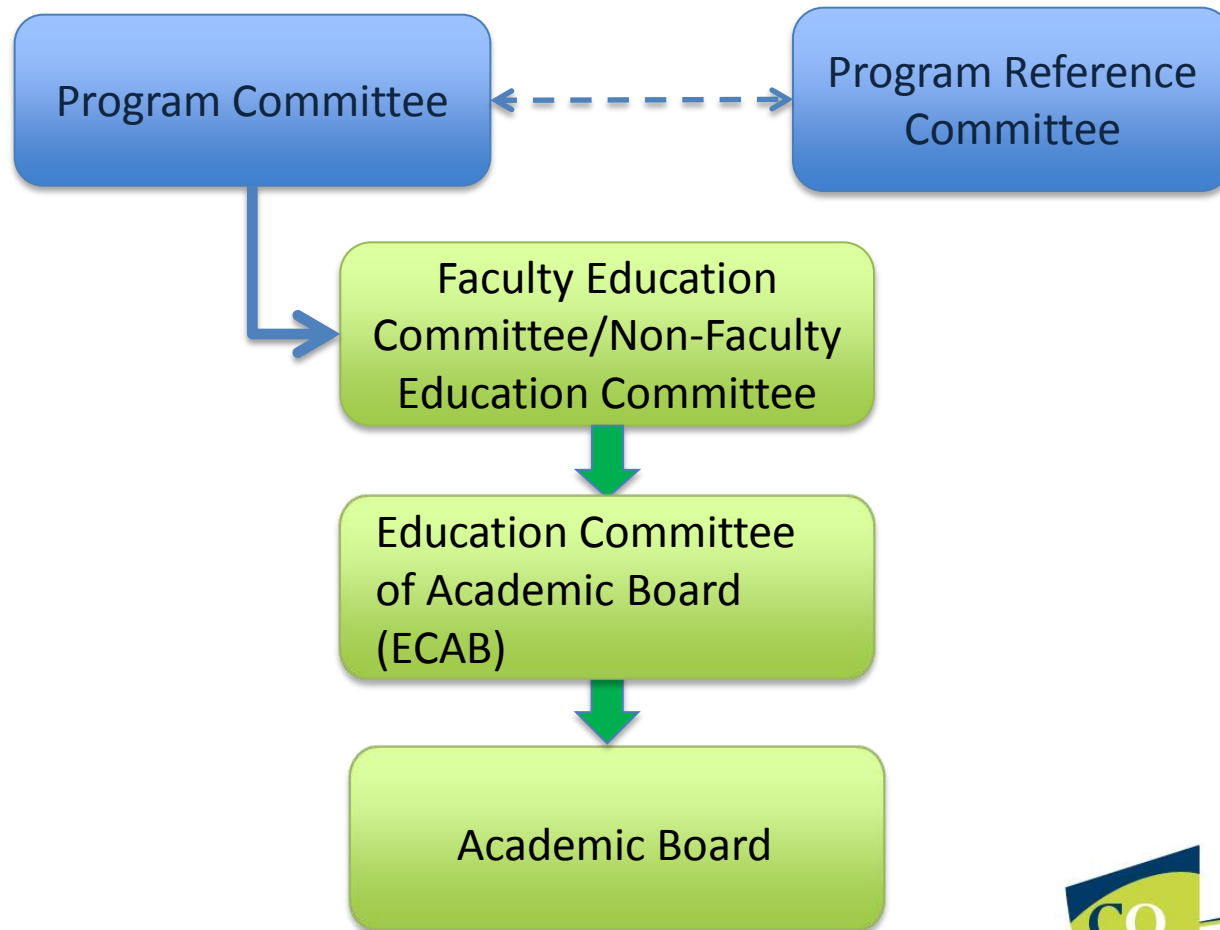 Program Committee
Program Reference
Committee
Faculty Education
Committee/Non-Faculty
Education Committee
Education Committee
of Academic Board
(ECAB)
Academic Board
CQ